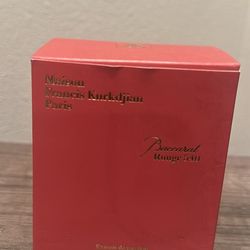 Maison
Francis Kurkdjian
Paris
Baccarat
Rouge 540